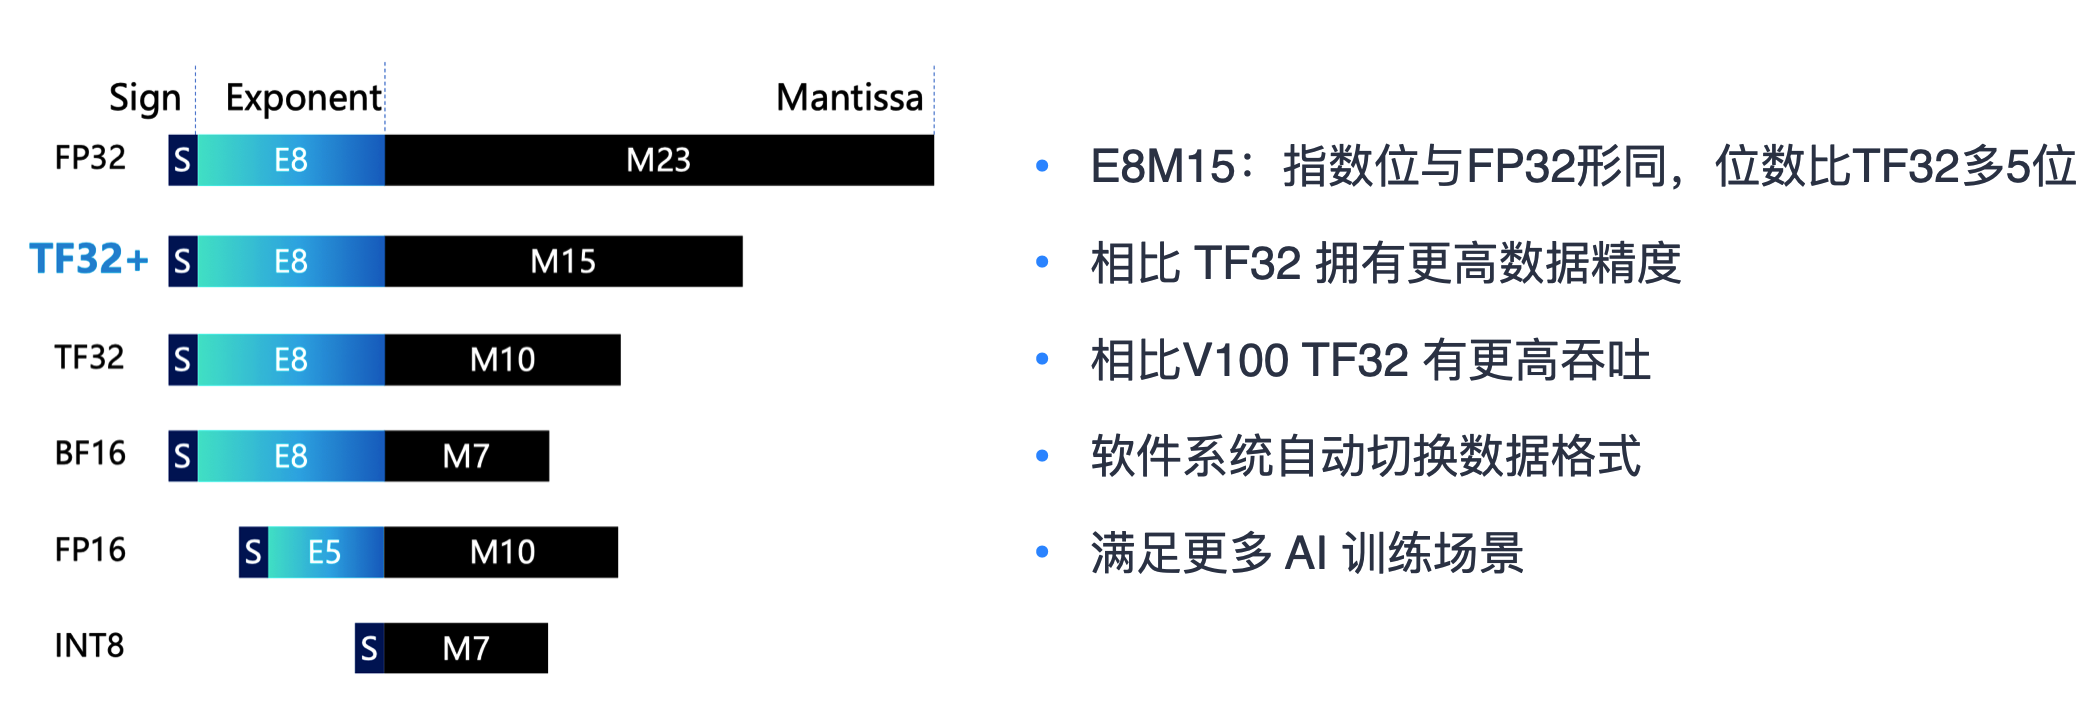 Sign Exponent Mantissa
FP32 S E8 M23
TF32+ S E8 M15
TF32 S E8 M10
BF16 S E8 M7
FP16 S E5 M10
INT8 S M7
• E8M15：指数位与FP32形同，位数比TF32多5位
• 相比 TF32 拥有更高数据精度
• 相比V100 TF32 有更高吞吐
• 软件系统自动切换数据格式
• 满足更多 AI 训练场景